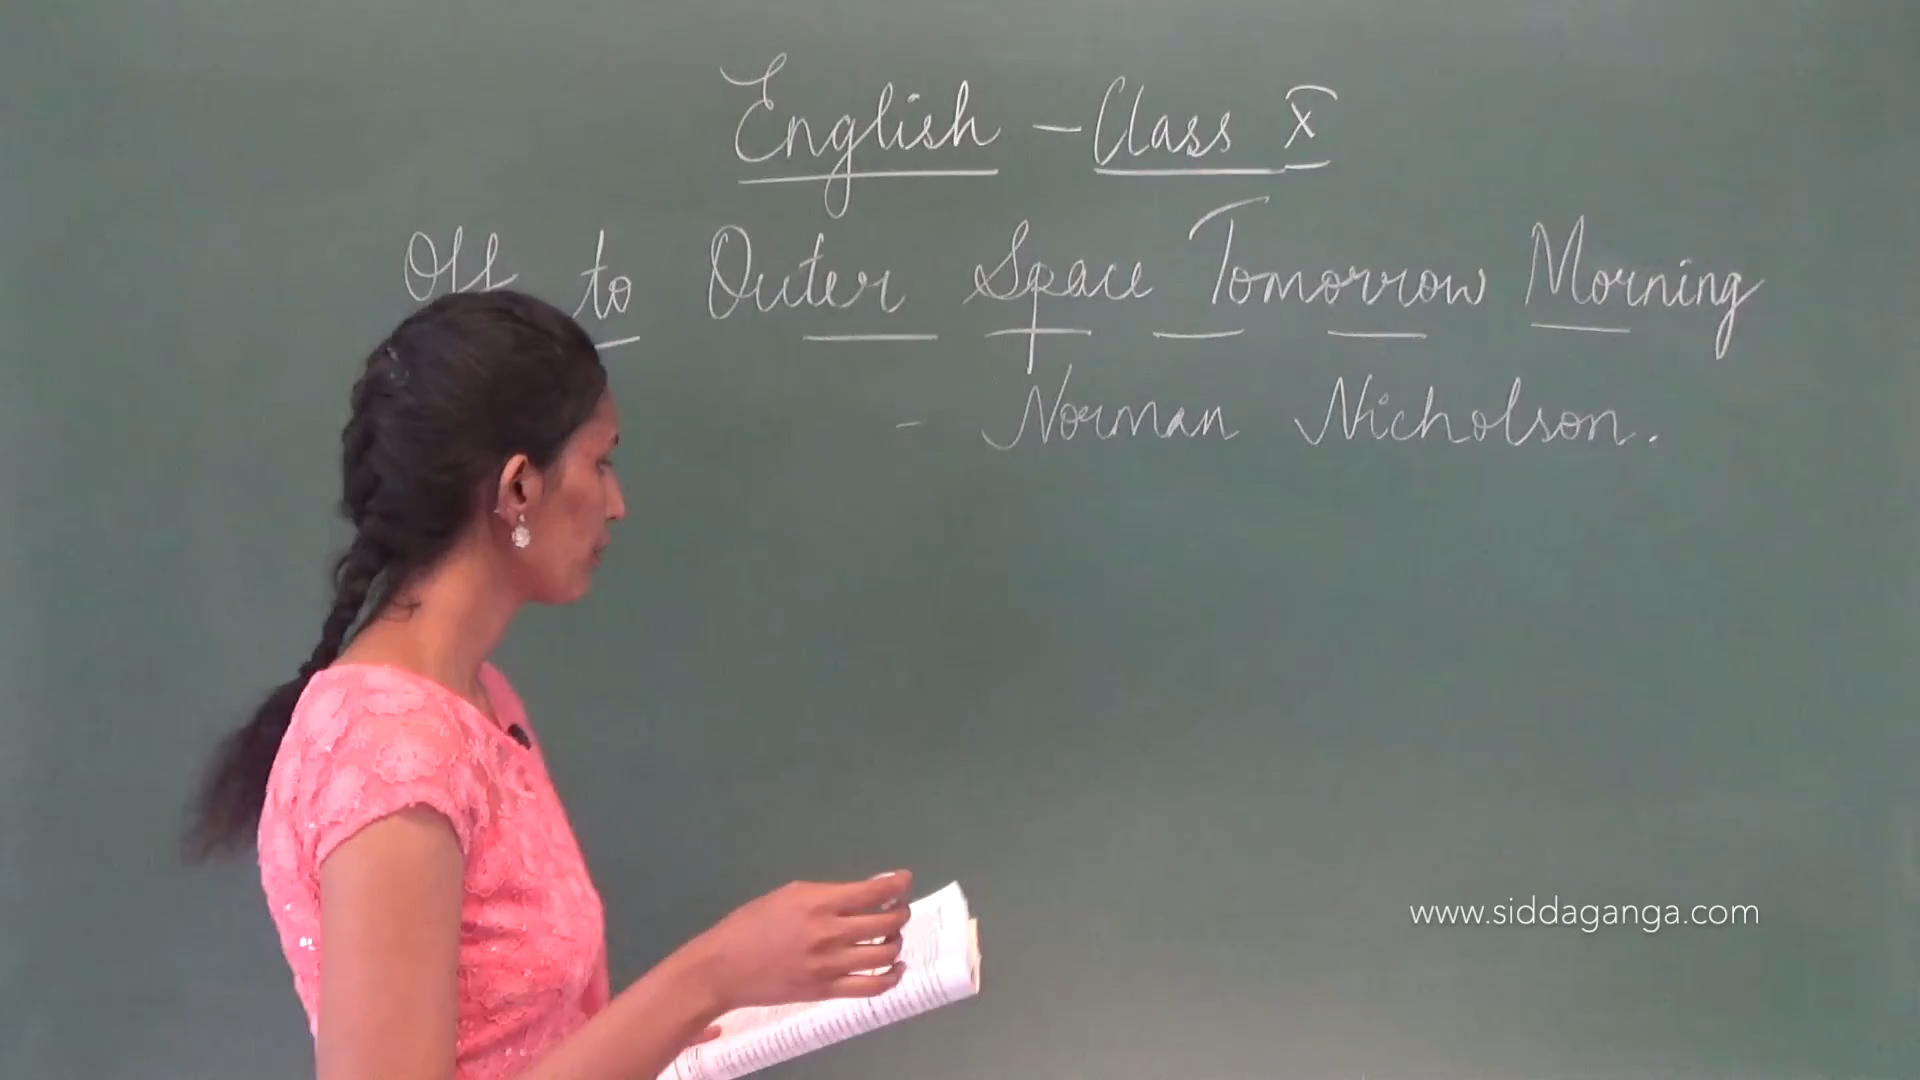 English - Class X
Off to Outer Space Tomorrow Morning
- Norman Nicholson.
www.siddaganga.com